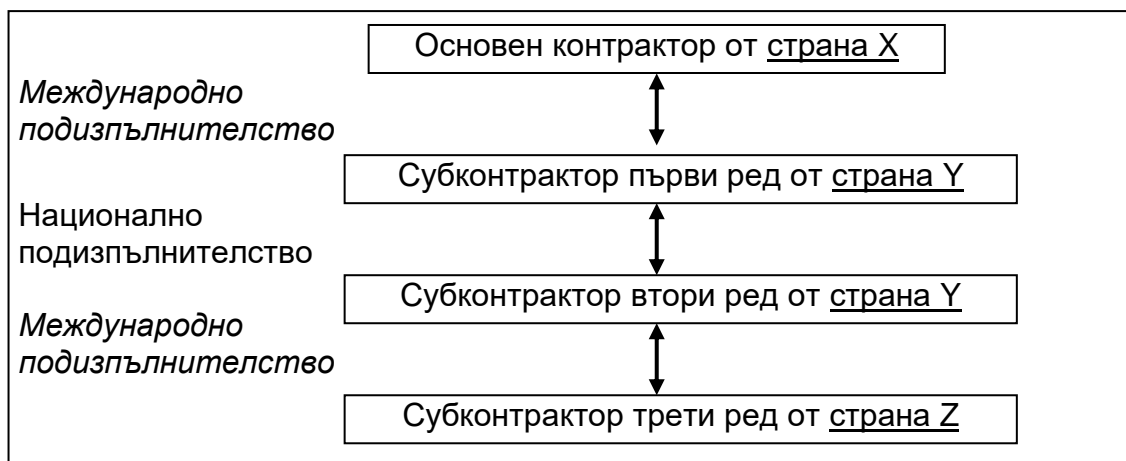 Основен контрактор от страна X
Международно
подизпълнителство
Субконтрактор първи ред от страна Y
Национално
подизпълнителство
Субконтрактор втори ред от страна Y
Международно
подизпълнителство
Субконтрактор трети ред от страна Z